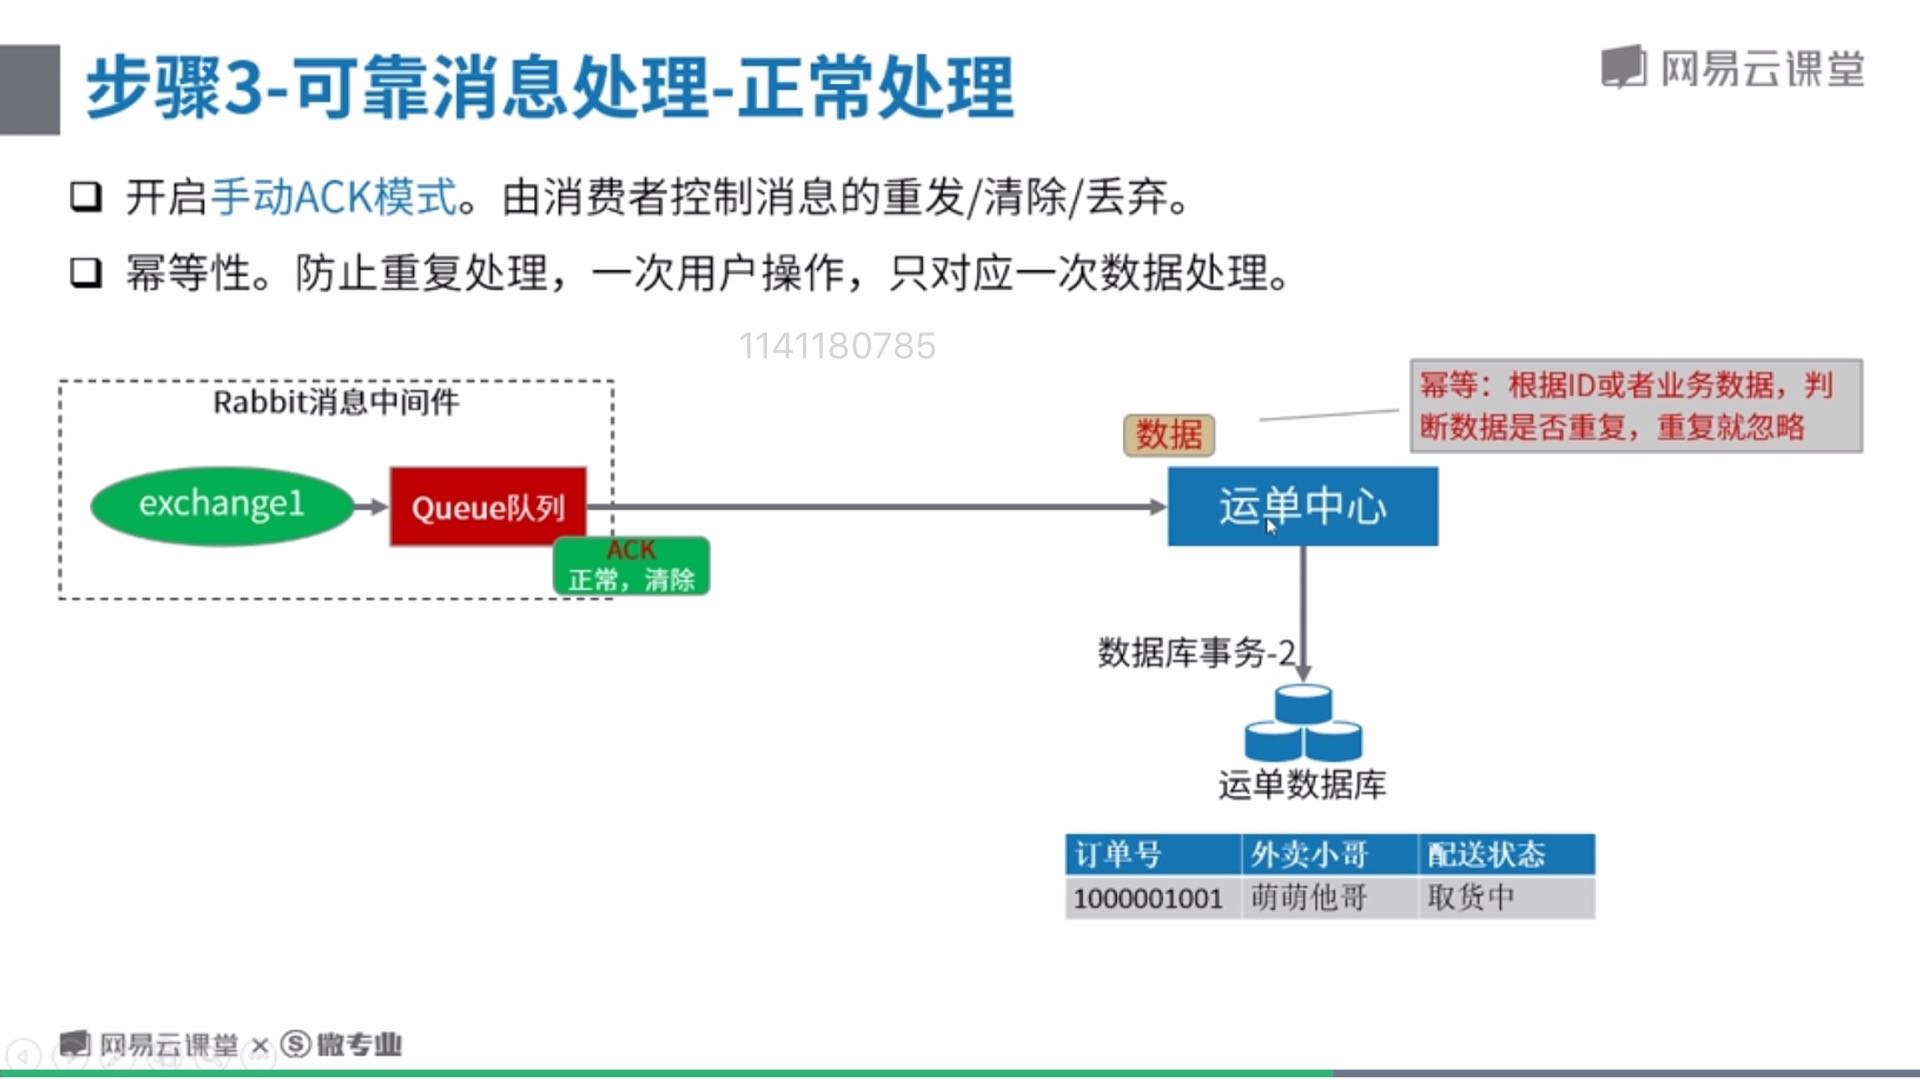 步骤3-可靠消息处理-正常处理
网易云课堂
开启手动ACK模式。由消费者控制消息的重发/清除/丢弃。
幂等性。防止重复处理，一次用户操作，只对应一次数据处理。
1141180785
Rabbit消息中间件
幂等：根据ID或者业务数据，判
断数据是否重复，重复就忽略
数据
exchange1
Queue队列
运单中心
ACK
正常，清除
数据库事务-2
运单数据库
订单号 外卖小哥 配送状态
1000001001 萌萌他哥 取货中
网易云课堂 × 微专业